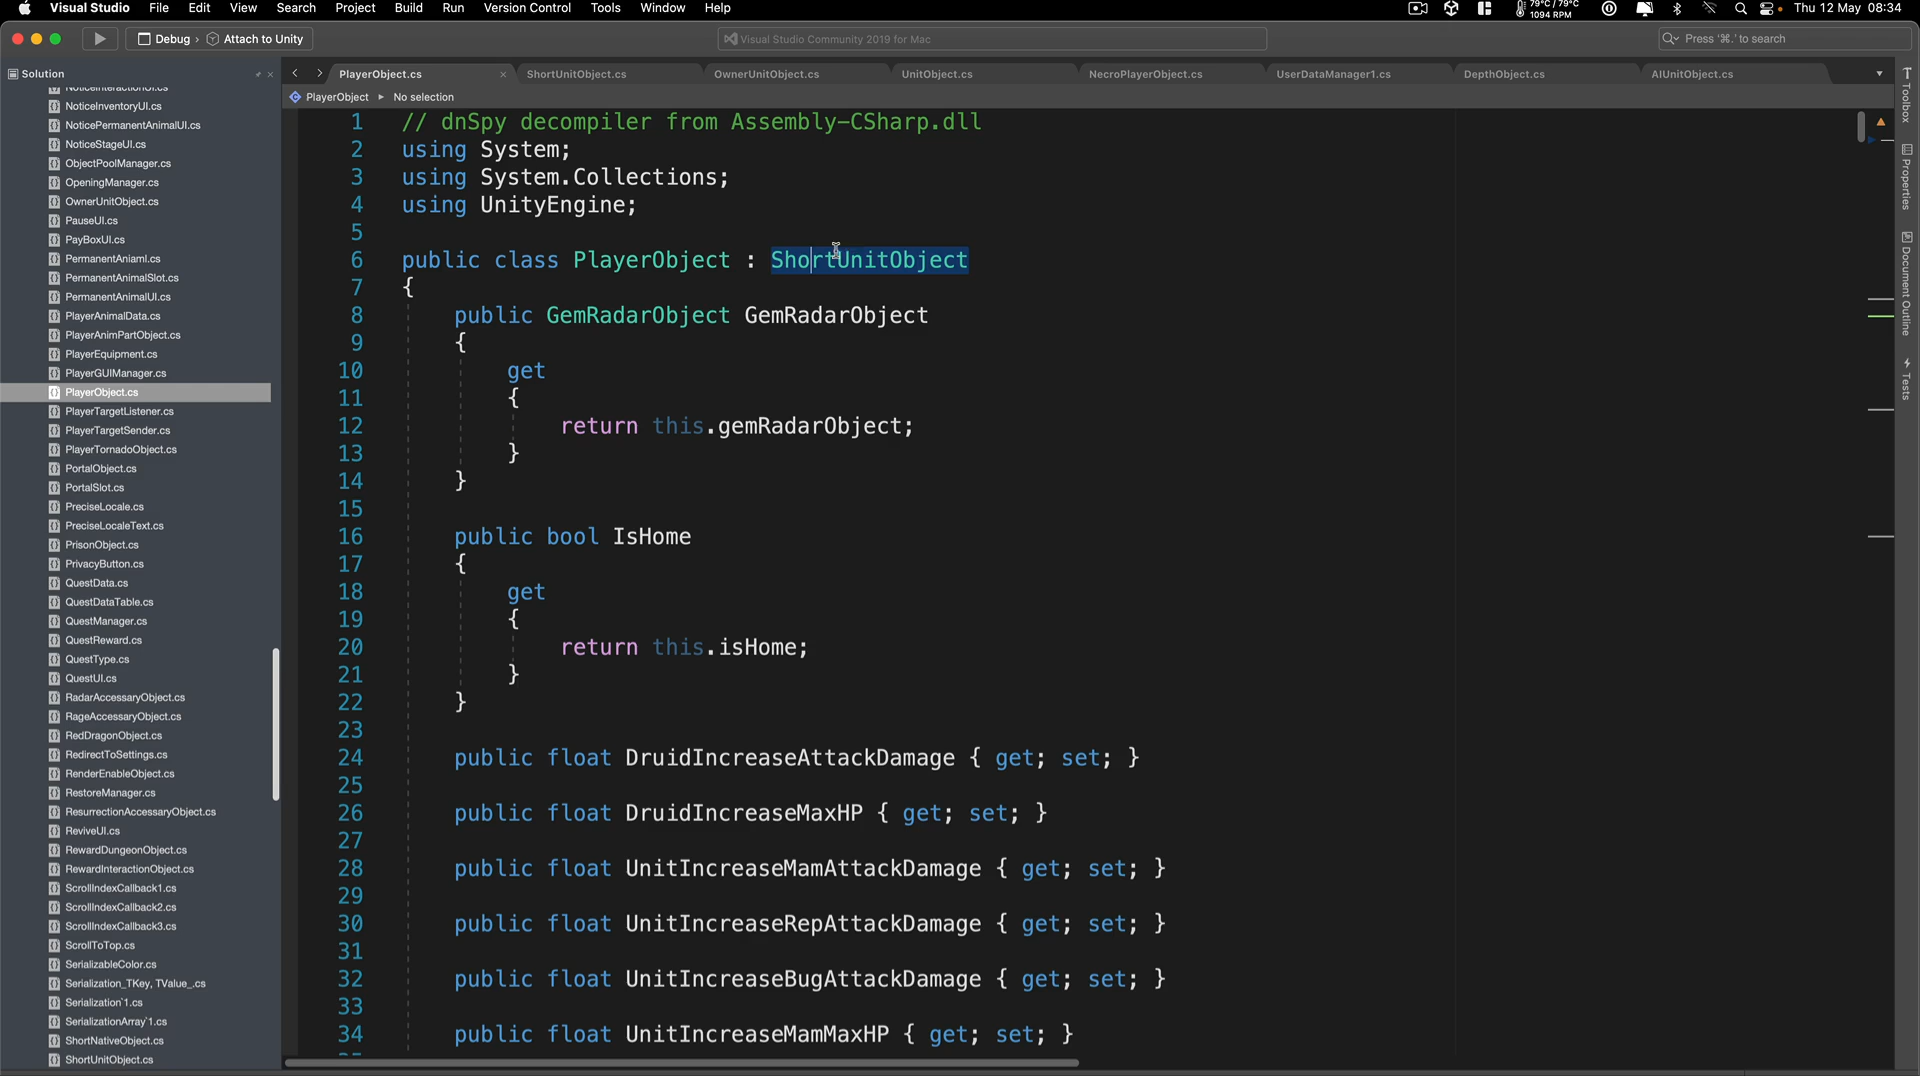 Visual Studio File Edit View Search Project Build Run Version Control Tools Window Help
79°C / 79°C
1094 RPM
Thu 12 May 08:34
Debug › Attach to Unity
Visual Studio Community 2019 for Mac
Press '⌘.' to search
Solution
PlayerObject.cs ShortUnitObject.cs OwnerUnitObject.cs UnitObject.cs NecroPlayerObject.cs UserDataManager1.cs DepthObject.cs AIUnitObject.cs
PlayerObject ▸ No selection
NoticeInteractionUI.cs
NoticeInventoryUI.cs
NoticePermanentAnimalUI.cs
NoticeStageUI.cs
ObjectPoolManager.cs
OpeningManager.cs
OwnerUnitObject.cs
PauseUI.cs
PayBoxUI.cs
PermanentAniaml.cs
PermanentAnimalSlot.cs
PermanentAnimalUI.cs
PlayerAnimalData.cs
PlayerAnimPartObject.cs
PlayerEquipment.cs
PlayerGUIManager.cs
PlayerObject.cs
PlayerTargetListener.cs
PlayerTargetSender.cs
PlayerTornadoObject.cs
PortalObject.cs
PortalSlot.cs
PreciseLocale.cs
PreciseLocaleText.cs
PrisonObject.cs
PrivacyButton.cs
QuestData.cs
QuestDataTable.cs
QuestManager.cs
QuestReward.cs
QuestType.cs
QuestUI.cs
RadarAccessaryObject.cs
RageAccessaryObject.cs
RedDragonObject.cs
RedirectToSettings.cs
RenderEnableObject.cs
RestoreManager.cs
ResurrectionAccessaryObject.cs
ReviveUI.cs
RewardDungeonObject.cs
RewardInteractionObject.cs
ScrollIndexCallback1.cs
ScrollIndexCallback2.cs
ScrollIndexCallback3.cs
ScrollToTop.cs
SerializableColor.cs
Serialization_TKey, TValue_.cs
Serialization`1.cs
SerializationArray`1.cs
ShortNativeObject.cs
ShortUnitObject.cs
1 // dnSpy decompiler from Assembly-CSharp.dll
2 using System;
3 using System.Collections;
4 using UnityEngine;
5
6 public class PlayerObject : ShortUnitObject
7 {
8 public GemRadarObject GemRadarObject
9 {
10 get
11 {
12 return this.gemRadarObject;
13 }
14 }
15
16 public bool IsHome
17 {
18 get
19 {
20 return this.isHome;
21 }
22 }
23
24 public float DruidIncreaseAttackDamage { get; set; }
25
26 public float DruidIncreaseMaxHP { get; set; }
27
28 public float UnitIncreaseMamAttackDamage { get; set; }
29
30 public float UnitIncreaseRepAttackDamage { get; set; }
31
32 public float UnitIncreaseBugAttackDamage { get; set; }
33
34 public float UnitIncreaseMamMaxHP { get; set; }
35
Toolbox
Properties
Document Outline
Tests